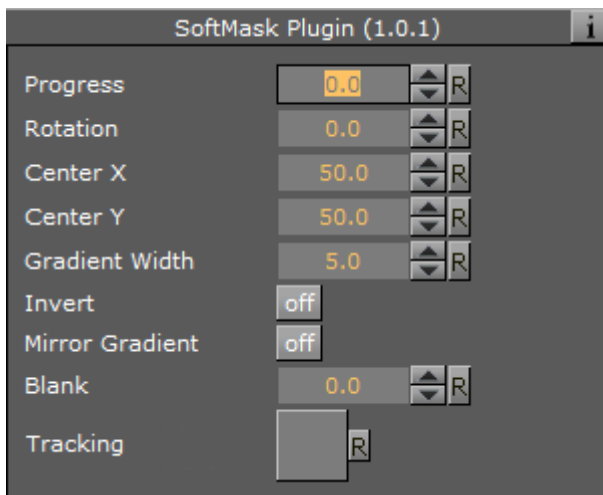 SoftMask Plugin (1.0.1) i
Progress 0.0 R
Rotation 0.0 R
Center X 50.0 R
Center Y 50.0 R
Gradient Width 5.0 R
Invert off
Mirror Gradient off
Blank 0.0 R
Tracking R